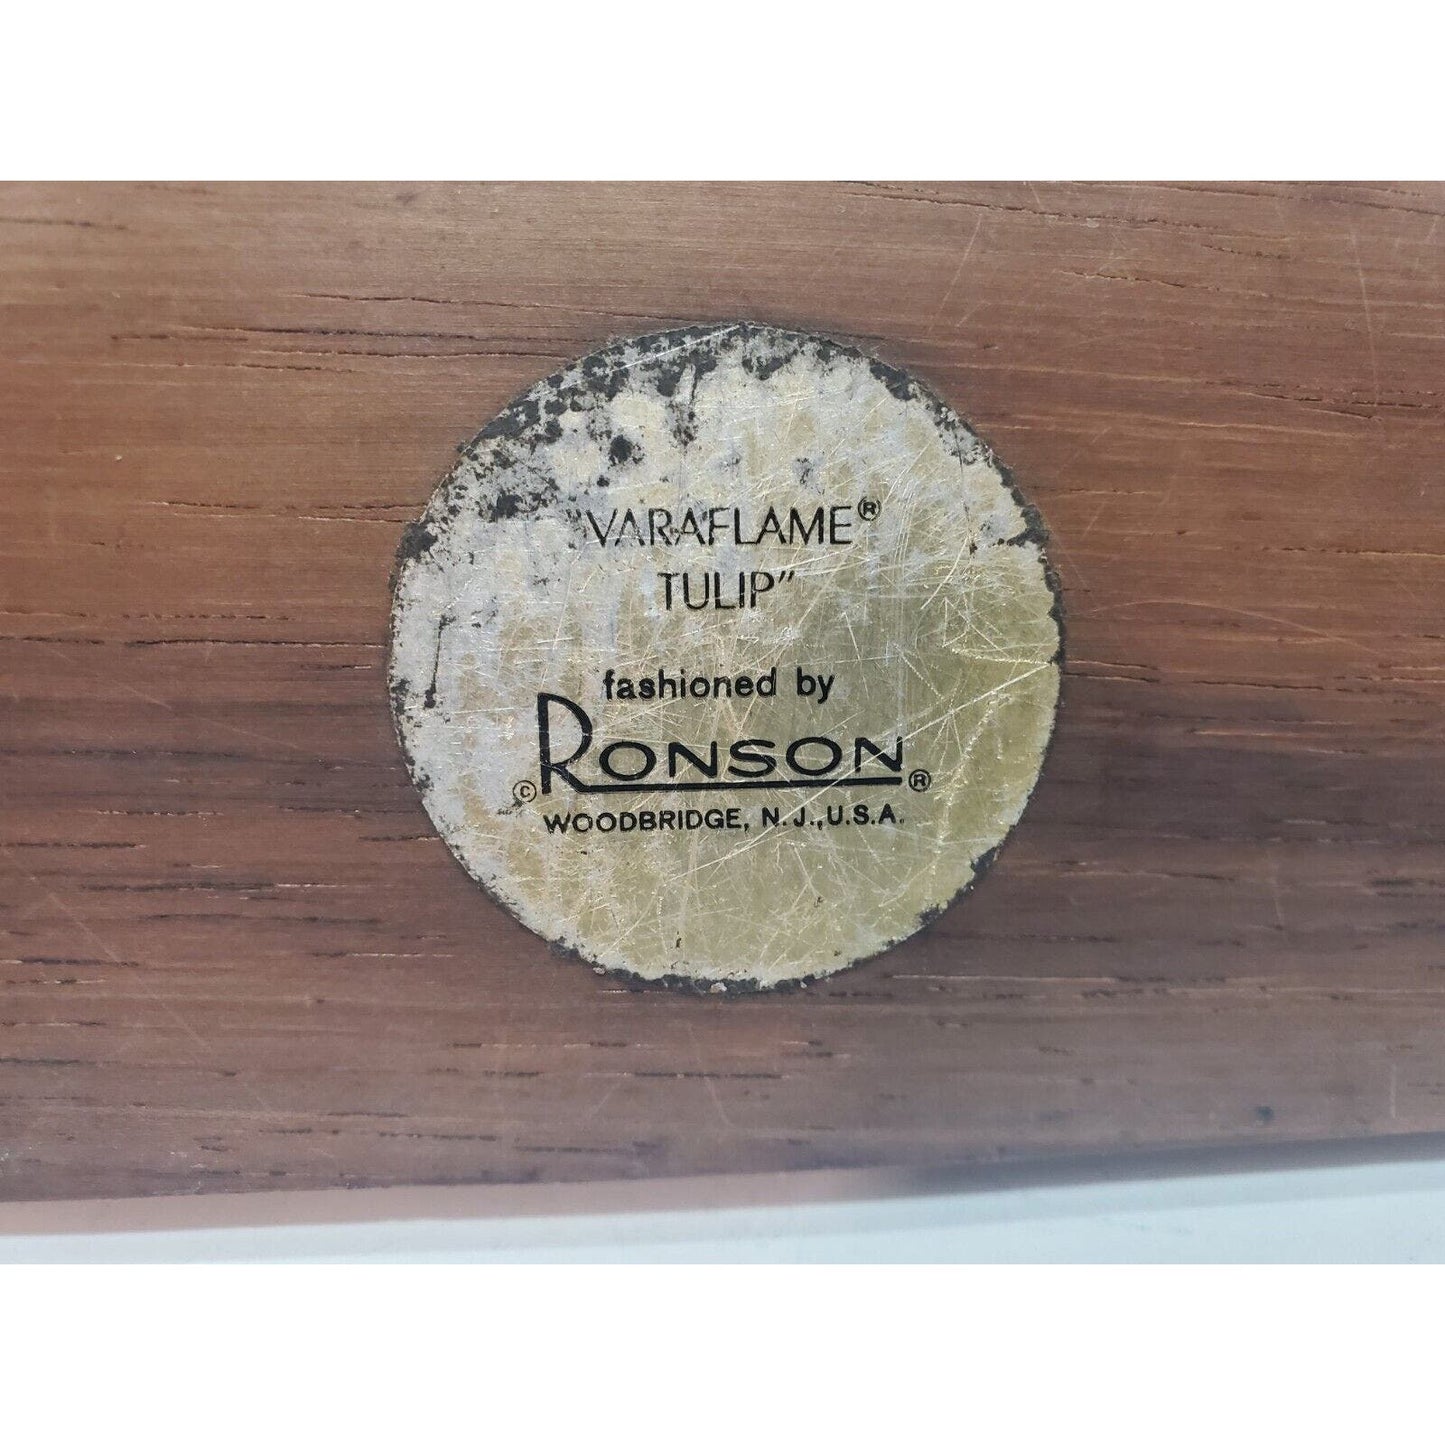 "VARAFLAME®
TULIP"
fashioned by
© RONSON ®
WOODBRIDGE, N.J., U.S.A.